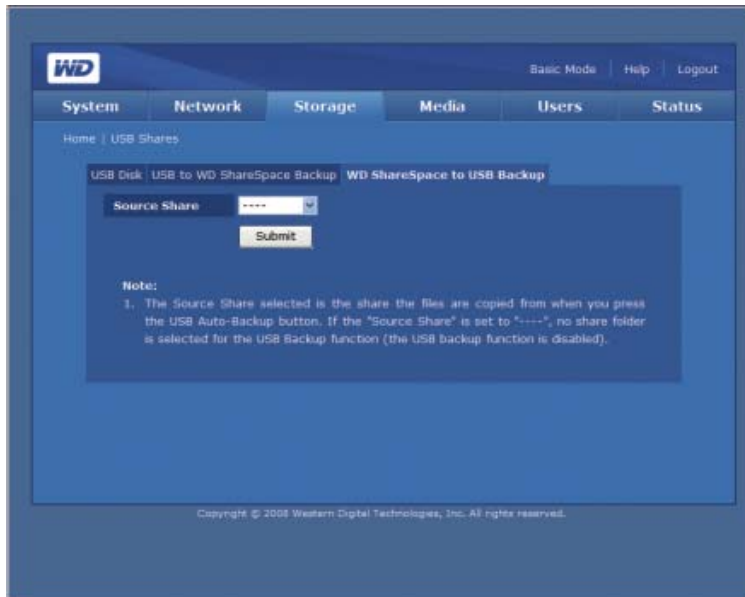 WD
Basic Mode | Help | Logout
System Network Storage Media Users Status
Home | USB Shares
USB Disk USB to WD ShareSpace Backup WD ShareSpace to USB Backup
Source Share ----
Submit
Note:
1. The Source Share selected is the share the files are copied from when you press
the USB Auto-Backup button. If the "Source Share" is set to "----", no share folder
is selected for the USB Backup function (the USB backup function is disabled).
Copyright © 2008 Western Digital Technologies, Inc. All rights reserved.